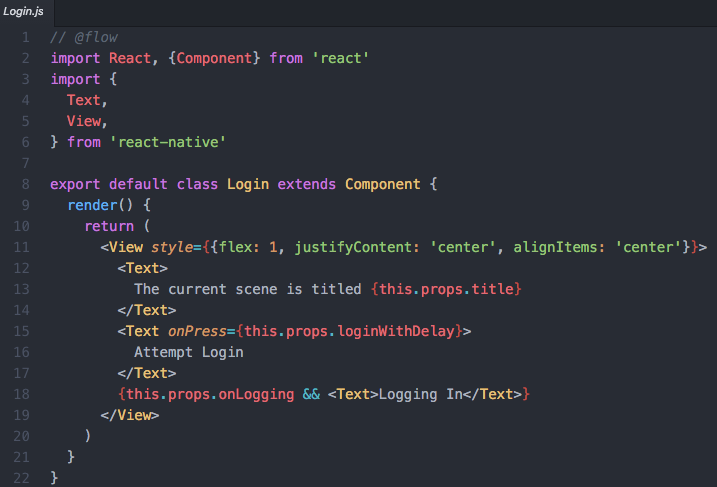 Login.js
1 // @flow
2 import React, {Component} from 'react'
3 import {
4   Text,
5   View,
6 } from 'react-native'
7
8 export default class Login extends Component {
9   render() {
10     return (
11       <View style={{flex: 1, justifyContent: 'center', alignItems: 'center'}}>
12         <Text>
13           The current scene is titled {this.props.title}
14         </Text>
15         <Text onPress={this.props.loginWithDelay}>
16           Attempt Login
17         </Text>
18         {this.props.onLogging && <Text>Logging In</Text>}
19       </View>
20     )
21   }
22 }